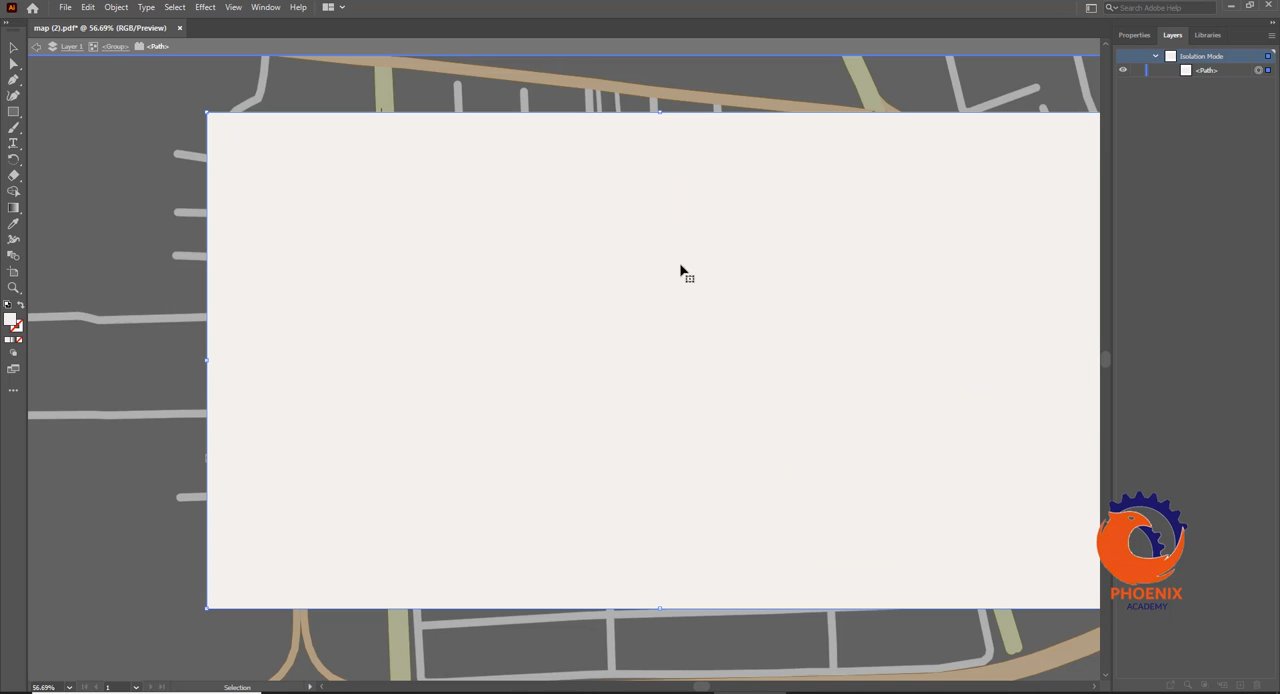 Ai File Edit Object Type Select Effect View Window Help Search Adobe Help
map (2).pdf* @ 56.69% (RGB/Preview) ×
Layer 1 <Group> <Path>
Properties Layers Libraries
Isolation Mode
<Path>
T
PHOENIX
ACADEMY
56.69% 1 Selection